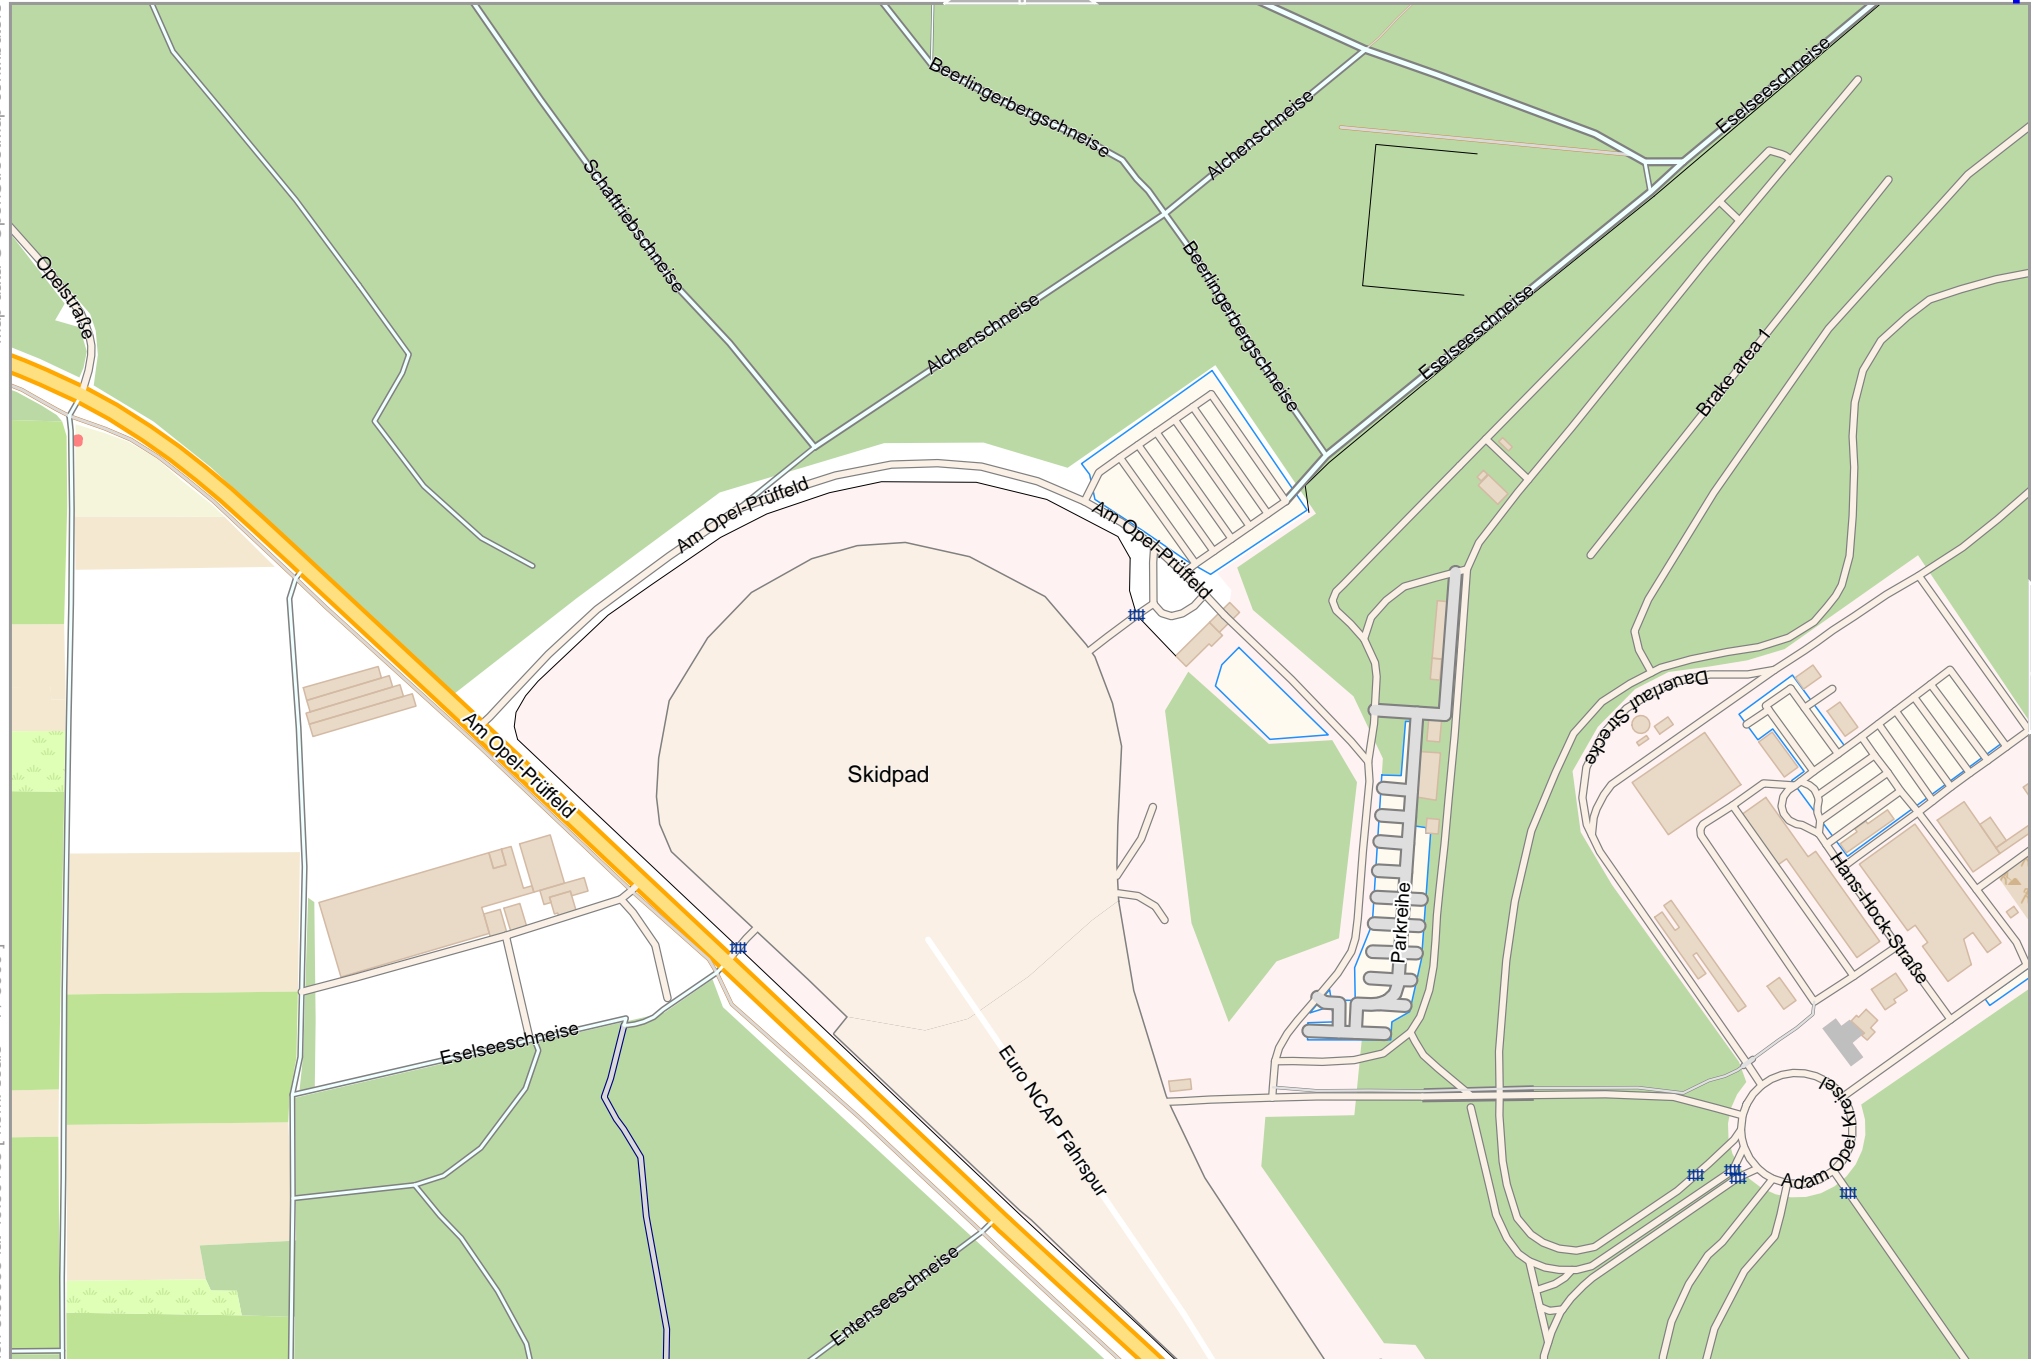 Beerlingerbergschneise
Eselseeschneise
Alchenschneise
Schaftriebschneise
Opelstraße
Beerlingerbergschneise
Alchenschneise
Eselseeschneise
Brake area 1
Am Opel-Prüffeld
Am Opel-Prüffeld
Dauerlauf Strecke
Am Opel-Prüffeld
Skidpad
Parkreihe
Hans-Hock-Straße
Eselseeschneise
Euro NCAP Fahrspur
Adam Opel Kreisel
Entenseeschneise